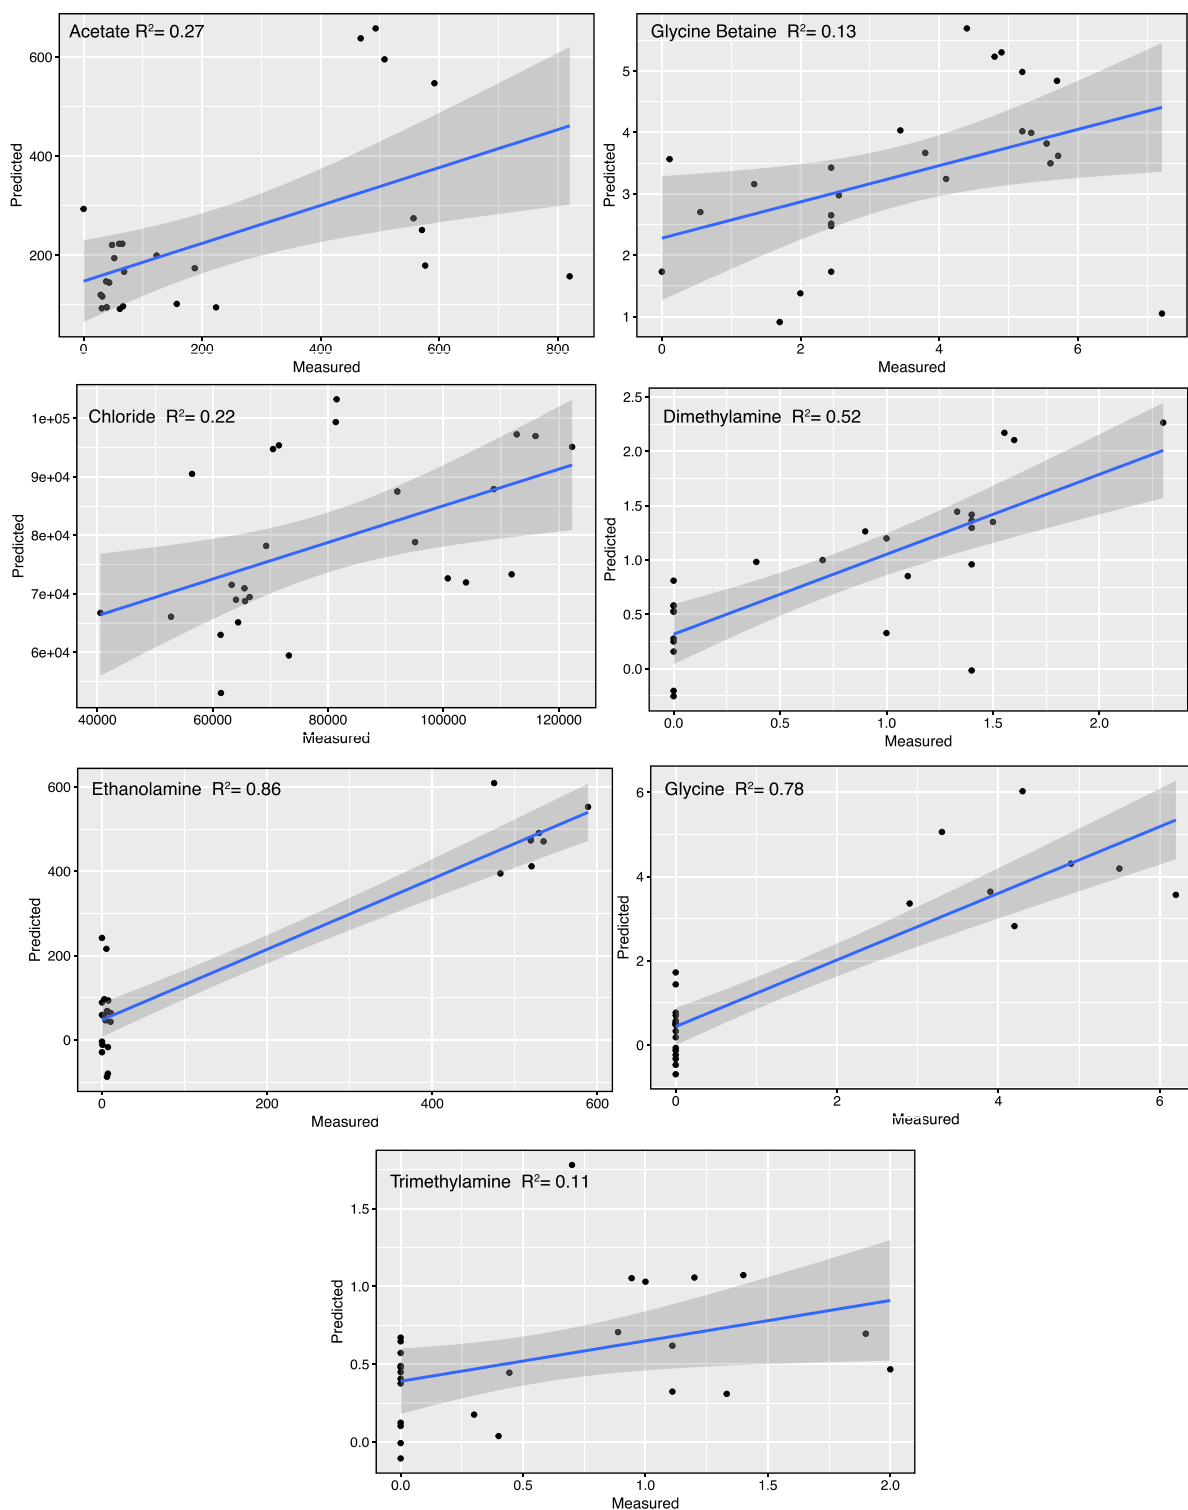 Acetate R²= 0.27
600
400
200
Predicted
0
200
400
600
800
Measured
Glycine Betaine R²= 0.13
5
4
3
2
1
Predicted
0
2
4
6
Measured
Chloride R²= 0.22
1e+05
9e+04
8e+04
7e+04
6e+04
Predicted
40000
60000
80000
100000
120000
Measured
Dimethylamine R²= 0.52
2.5
2.0
1.5
1.0
0.5
0.0
Predicted
0.0
0.5
1.0
1.5
2.0
Measured
Ethanolamine R²= 0.86
600
400
200
0
Predicted
0
200
400
600
Measured
Glycine R²= 0.78
6
4
2
0
Predicted
0
2
4
6
Measured
Trimethylamine R²= 0.11
1.5
1.0
0.5
0.0
Predicted
0.0
0.5
1.0
1.5
2.0
Measured